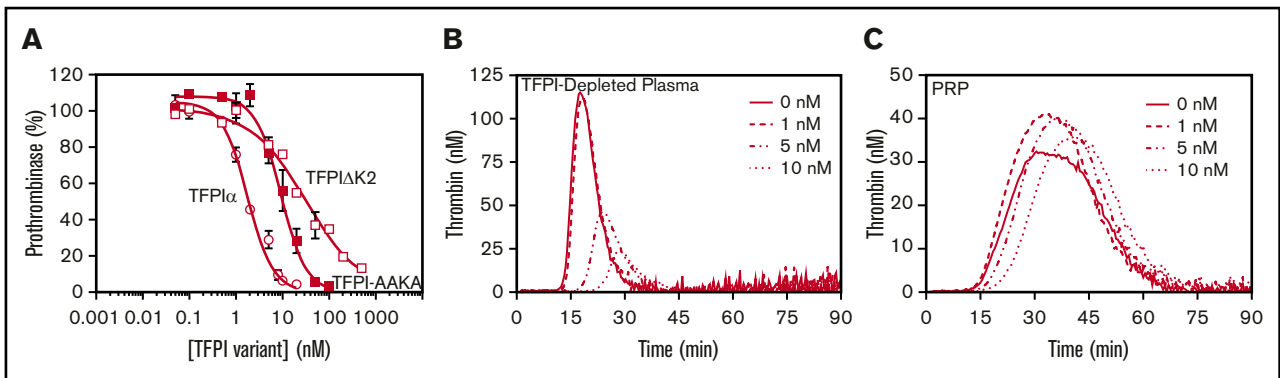 A
Prothrombinase (%)
120
100
80
60
40
20
0
TFPIα
TFPIΔK2
TFPI-AAKA
0.001 0.01 0.1 1 10 100 1000
[TFPI variant] (nM)
B
Thrombin (nM)
125
100
75
50
25
0
TFPI-Depleted Plasma
0 nM
1 nM
5 nM
10 nM
0 15 30 45 60 75 90
Time (min)
C
Thrombin (nM)
50
40
30
20
10
0
PRP
0 nM
1 nM
5 nM
10 nM
0 15 30 45 60 75 90
Time (min)